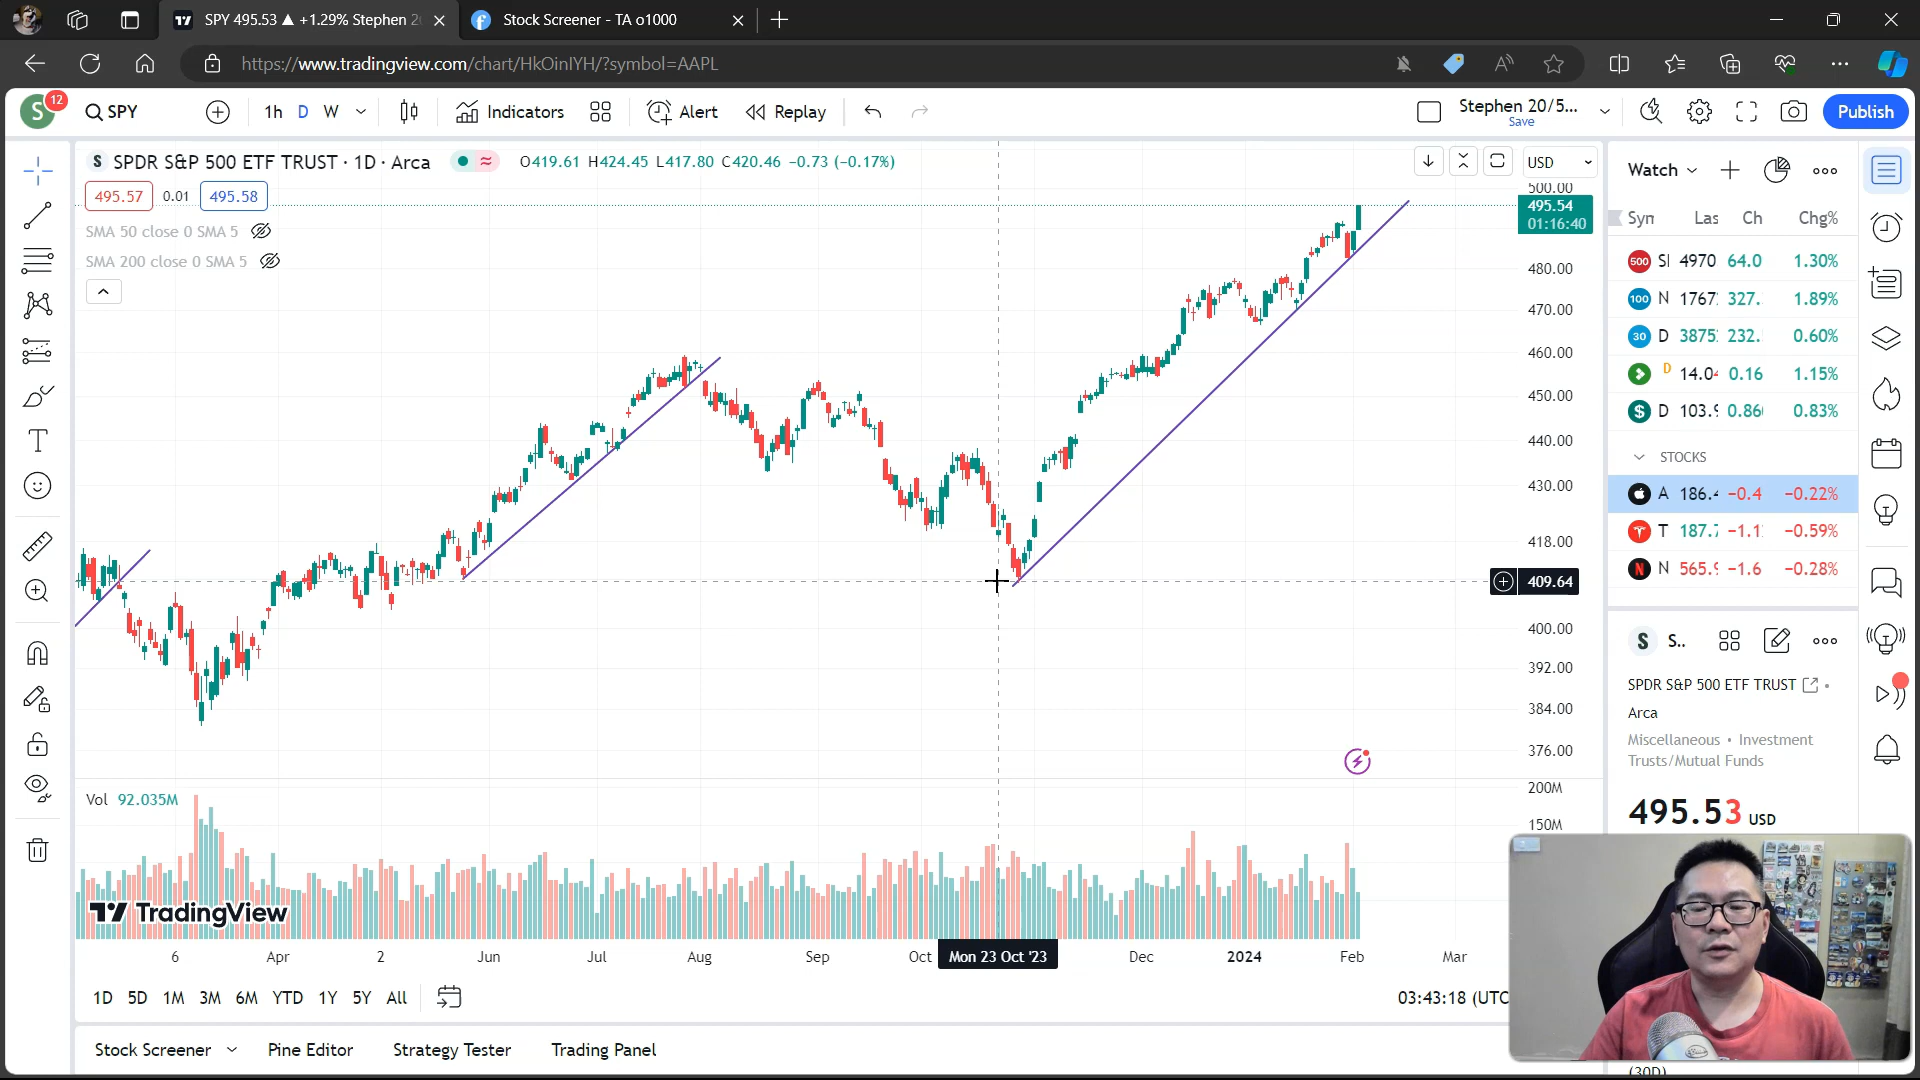 SPY 495.53 ▲ +1.29% Stephen 2
Stock Screener - TA o1000
https://www.tradingview.com/chart/HkOinIYH/?symbol=AAPL
S 12
SPY
1h D W
Indicators
Alert
Replay
Stephen 20/5...
Save
Publish
S SPDR S&P 500 ETF TRUST · 1D · Arca
O419.61 H424.45 L417.80 C420.46 −0.73 (−0.17%)
USD
495.57 0.01 495.58
SMA 50 close 0 SMA 5
SMA 200 close 0 SMA 5
500.00
495.54
01:16:40
480.00
470.00
460.00
450.00
440.00
430.00
418.00
409.64
400.00
392.00
384.00
376.00
Vol 92.035M
200M
150M
TradingView
6 Apr 2 Jun Jul Aug Sep Oct Mon 23 Oct '23 Dec 2024 Feb Mar
1D 5D 1M 3M 6M YTD 1Y 5Y All
03:43:18 (UTC
Stock Screener
Pine Editor
Strategy Tester
Trading Panel
Watch
Syn Las Ch Chg%
500 4970 64.0 1.30%
100 N 1767 327. 1.89%
30 D 3875 232. 0.60%
D 14.0 0.16 1.15%
$ D 103.9 0.86 0.83%
STOCKS
A 186. −0.4 −0.22%
T 187.7 −1.1 −0.59%
N N 565.9 −1.6 −0.28%
S S..
SPDR S&P 500 ETF TRUST
Arca
Miscellaneous • Investment
Trusts/Mutual Funds
495.53 USD